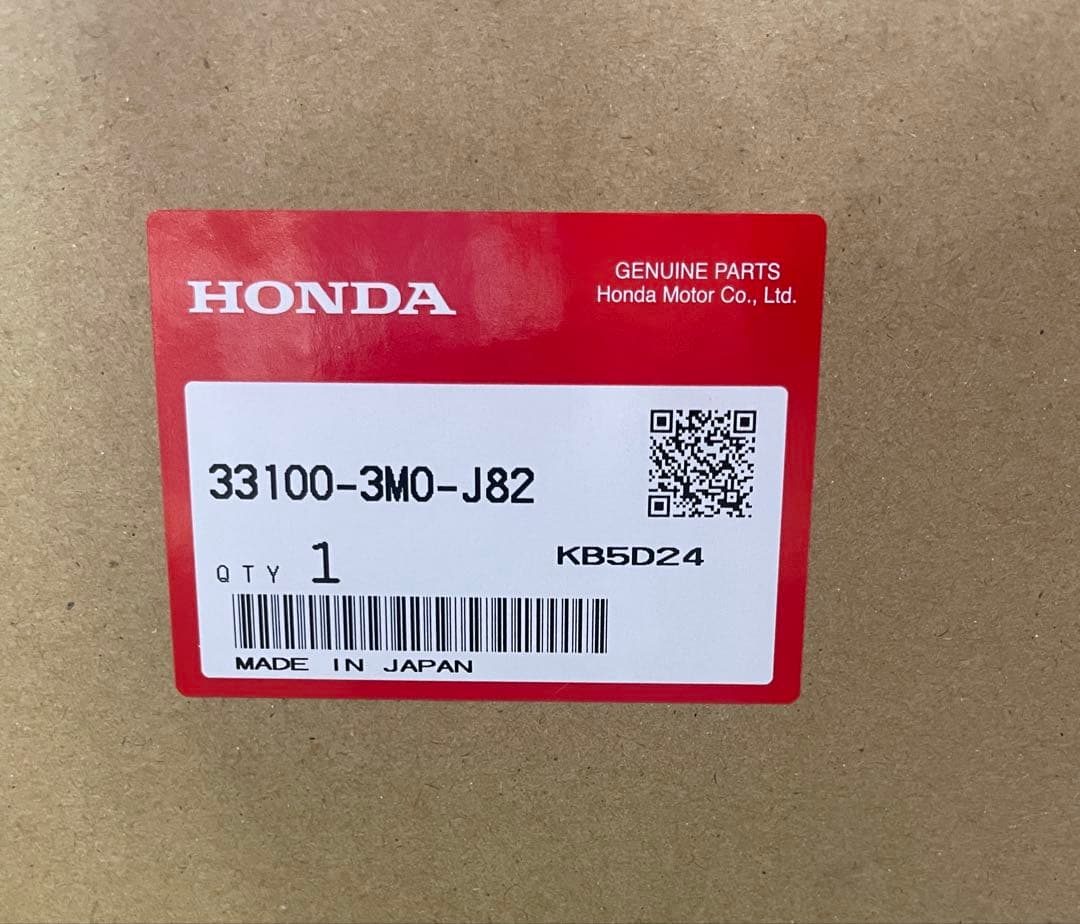 HONDA
GENUINE PARTS
Honda Motor Co., Ltd.
33100-3M0-J82
QTY 1
KB5D24
MADE IN JAPAN